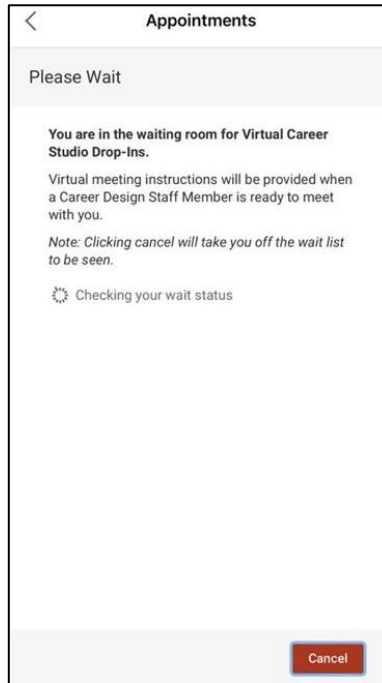 Appointments
Please Wait
You are in the waiting room for Virtual Career
Studio Drop-Ins.
Virtual meeting instructions will be provided when
a Career Design Staff Member is ready to meet
with you.
Note: Clicking cancel will take you off the wait list
to be seen.
Checking your wait status
Cancel